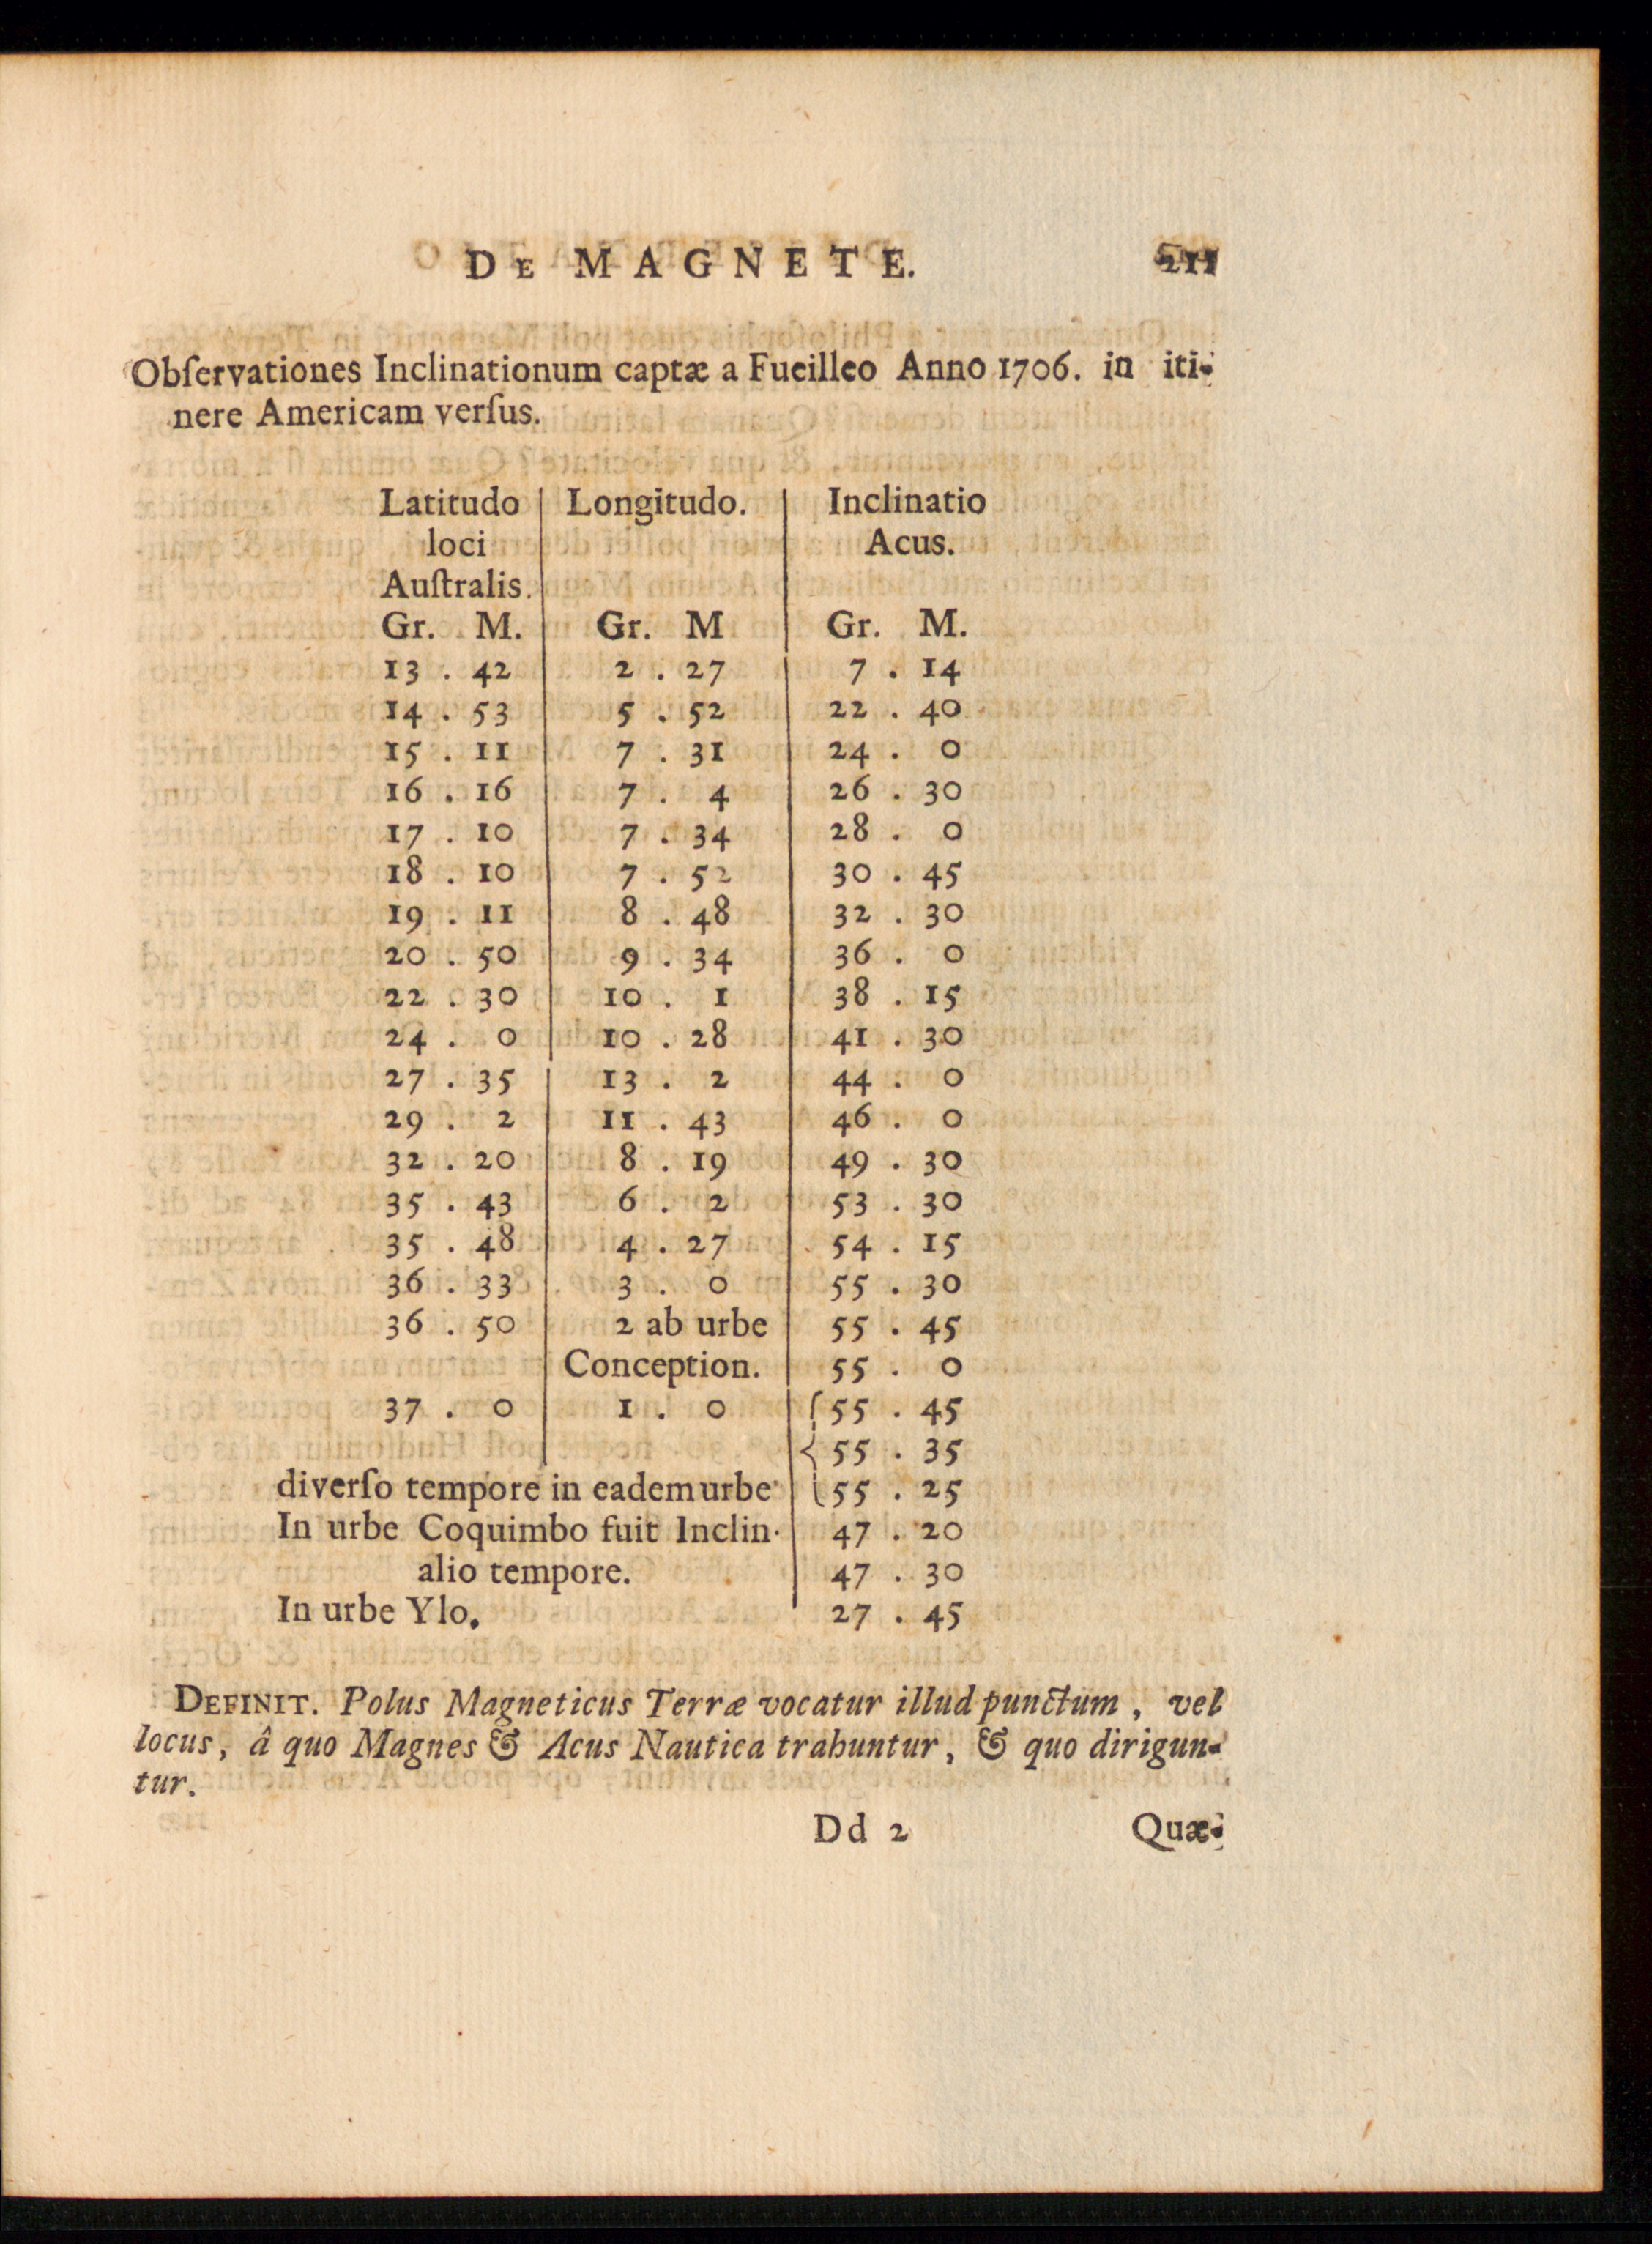 DE MAGNETE. 211
Obſervationes Inclinationum captæ a Fueilleo Anno 1706. in iti-
nere Americam verſus.
Latitudo | Longitudo. | Inclinatio
loci Acus.
Auſtralis.
Gr. M. | Gr. M | Gr. M.
13 . 42 | 2 . 27 | 7 . 14
14 . 53 | 5 . 52 | 22 . 40
15 . 11 | 7 . 31 | 24 . 0
16 . 16 | 7 . 4 | 26 . 30
17 . 10 | 7 . 34 | 28 . 0
18 . 10 | 7 . 52 | 30 . 45
19 . 11 | 8 . 48 | 32 . 30
20 . 50 | 9 . 34 | 36 . 0
22 . 30 | 10 . 1 | 38 . 15
24 . 0 | 10 . 28 | 41 . 30
27 . 35 | 13 . 2 | 44 . 0
29 . 2 | 11 . 43 | 46 . 0
32 . 20 | 8 . 19 | 49 . 30
35 . 43 | 6 . 2 | 53 . 30
35 . 48 | 4 . 27 | 54 . 15
36 . 33 | 3 . 0 | 55 . 30
36 . 50 | 2 ab urbe | 55 . 45
Conception. | 55 . 0
37 . 0 | 1 . 0 | 55 . 45
55 . 35
diverſo tempore in eadem urbe | 55 . 25
In urbe Coquimbo fuit Inclin. | 47 . 20
alio tempore. | 47 . 30
In urbe Ylo. 27 . 45
DEFINIT. Polus Magneticus Terræ vocatur illud punctum, vel
locus, â quo Magnes & Acus Nautica trahuntur, & quo dirigun-
tur.
Dd 2 Quæ-